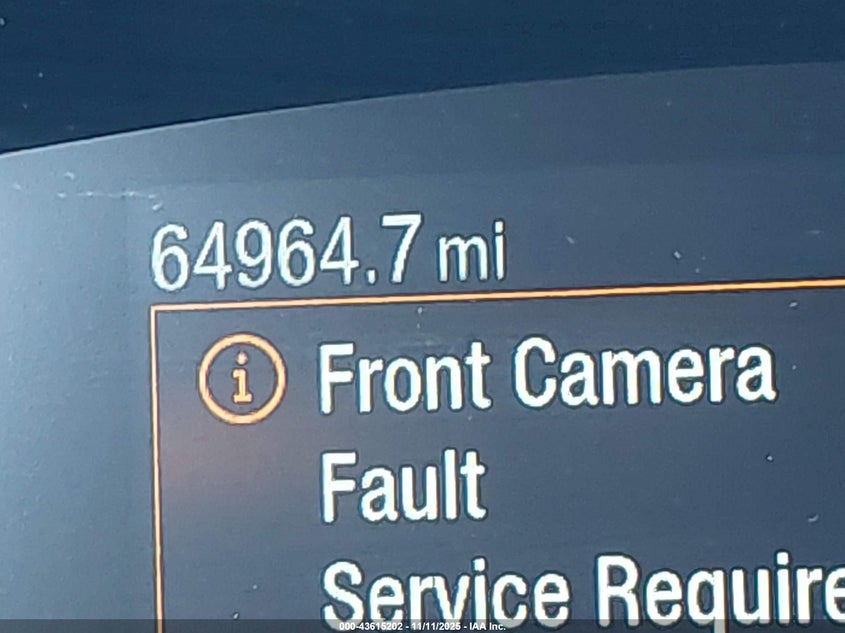 64964.7 mi
i Front Camera
Fault
Service Require
000-43615202 - 11/11/2025 - IAA Inc.